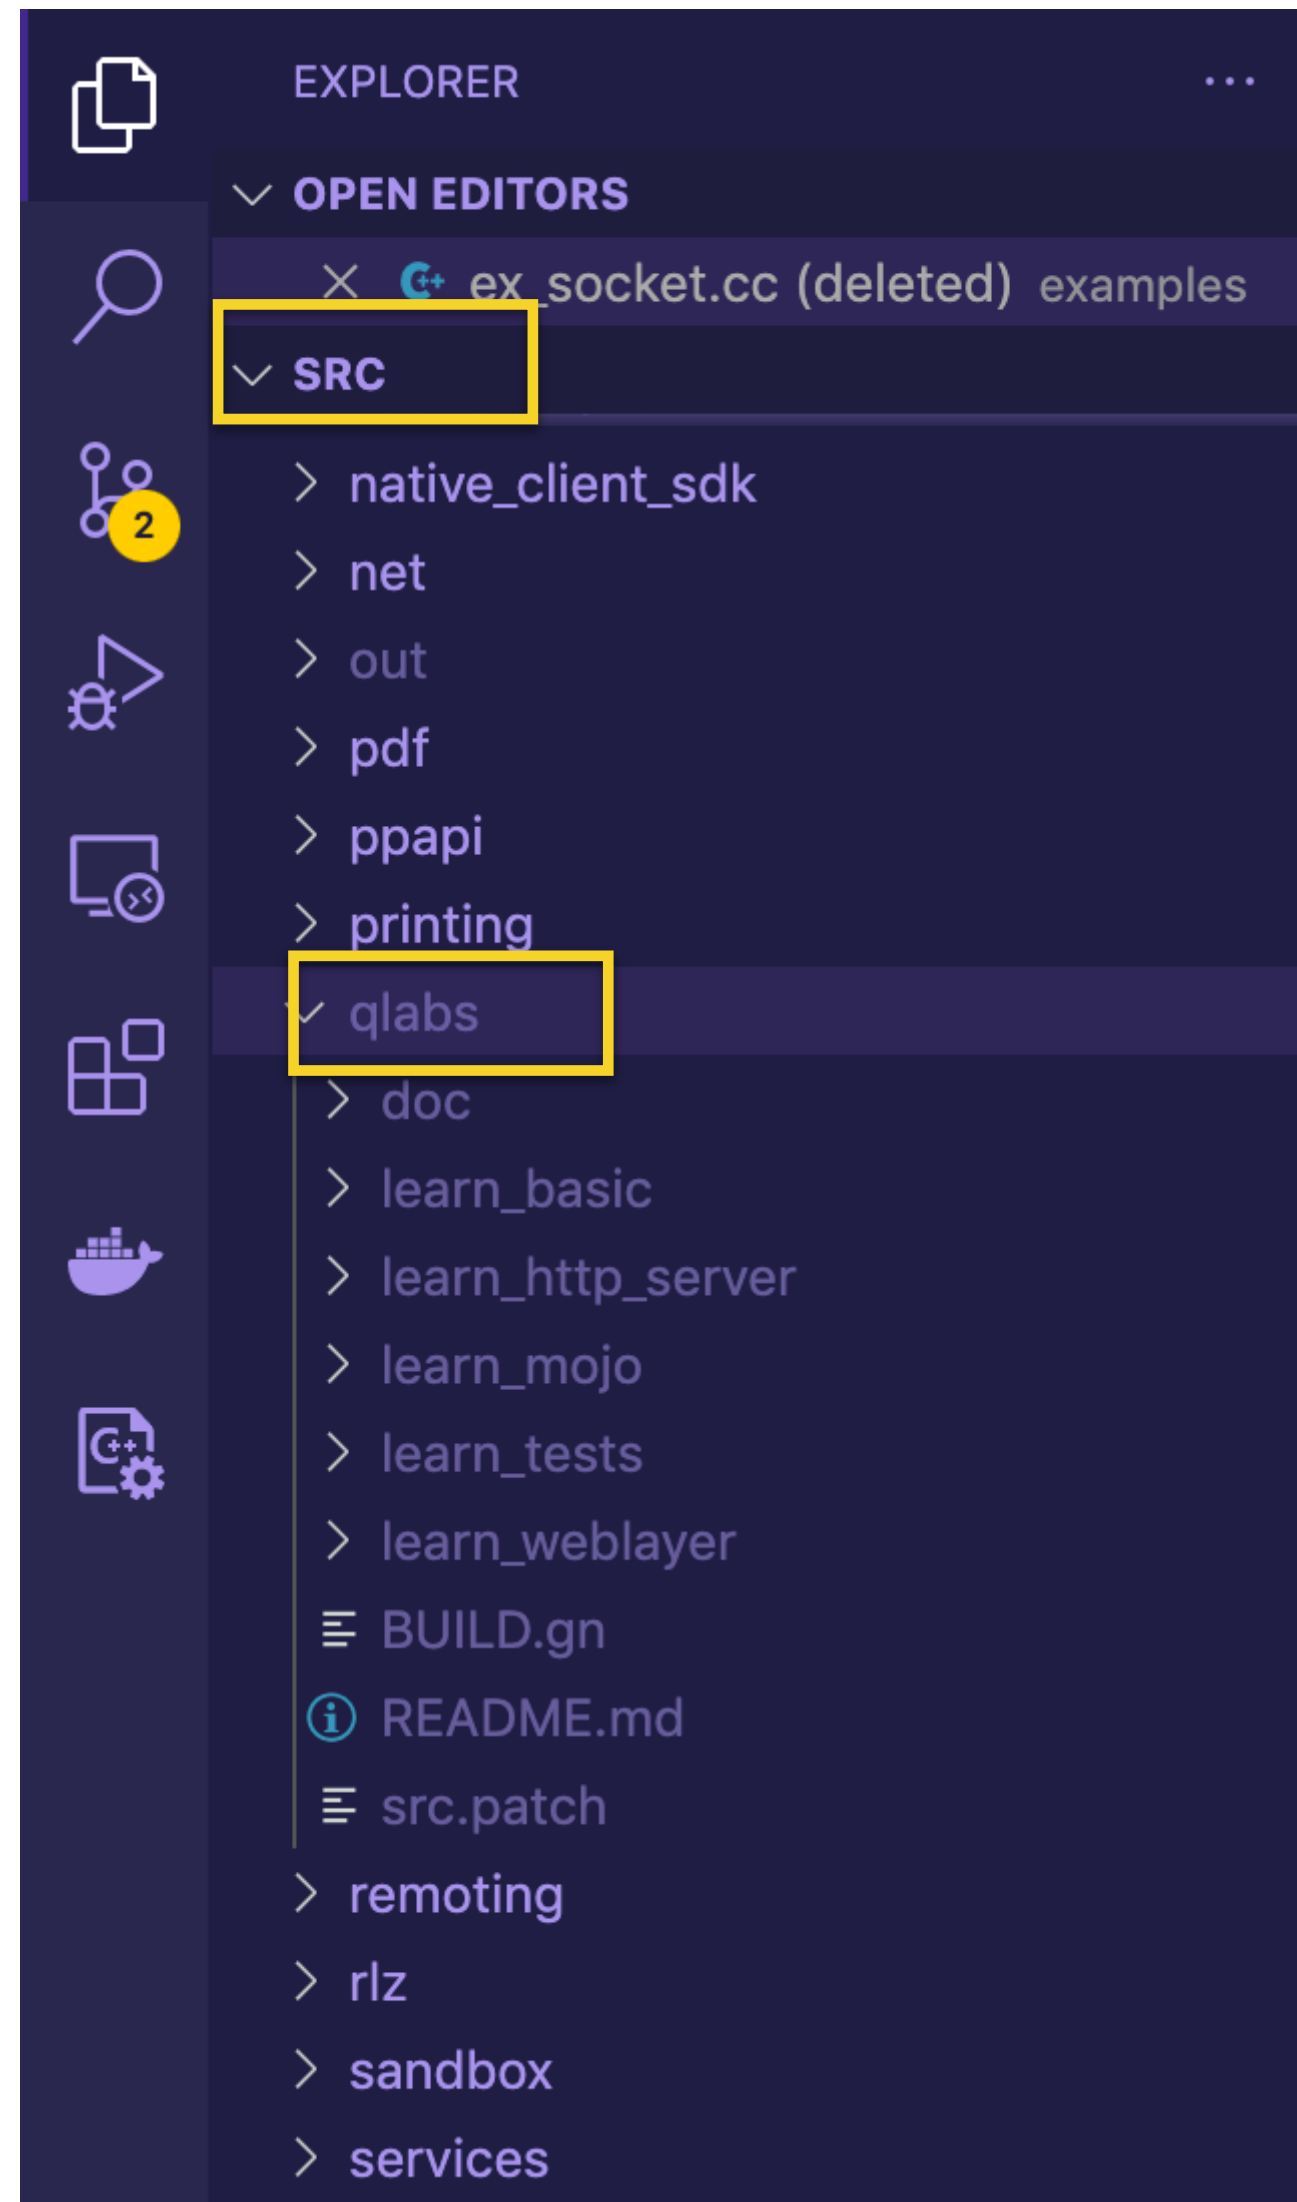 EXPLORER
OPEN EDITORS
ex_socket.cc (deleted) examples
SRC
native_client_sdk
net
2
out
pdf
ppapi
printing
qlabs
doc
learn_basic
learn_http_server
learn_mojo
learn_tests
learn_weblayer
BUILD.gn
README.md
src.patch
remoting
rlz
sandbox
services